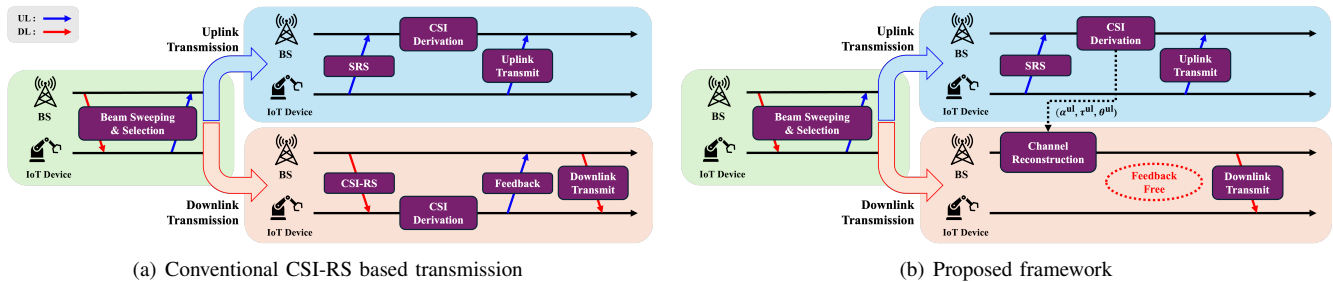 UL :
DL :
Uplink
Transmission
BS
CSI
Derivation
SRS
Uplink
Transmit
IoT Device
BS
Beam Sweeping
& Selection
IoT Device
BS
CSI-RS
Feedback
Downlink
Transmit
CSI
Derivation
IoT Device
Downlink
Transmission
(a) Conventional CSI-RS based transmission
Uplink
Transmission
BS
CSI
Derivation
SRS
Uplink
Transmit
IoT Device
(α^ul, τ^ul, θ^ul)
BS
Beam Sweeping
& Selection
IoT Device
BS
Channel
Reconstruction
Feedback
Free
Downlink
Transmit
IoT Device
Downlink
Transmission
(b) Proposed framework